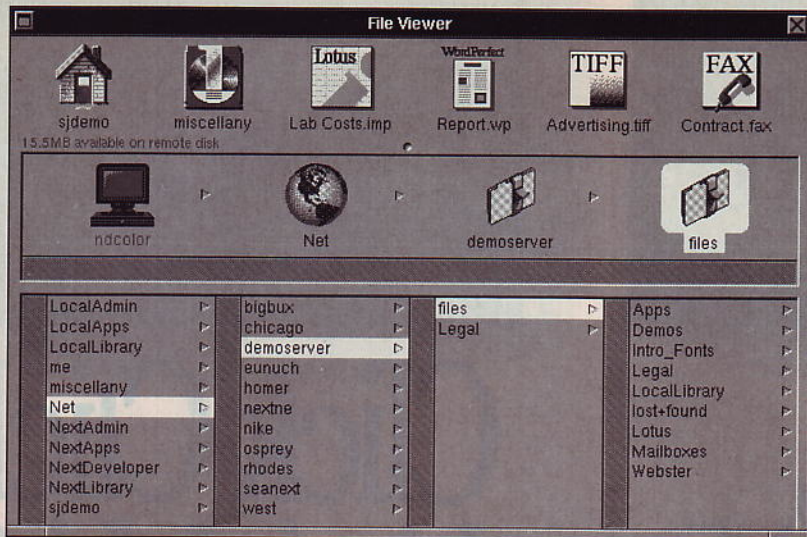 File Viewer
Lotus
WordPerfect
TIFF
FAX
sjdemo
miscellany
Lab Costs.imp
Report.wp
Advertising.tiff
Contract.fax
15.5MB available on remote disk
ndcolor
Net
demoserver
files
LocalAdmin
LocalApps
LocalLibrary
me
miscellany
Net
NextAdmin
NextApps
NextDeveloper
NextLibrary
sjdemo
bigbux
chicago
demoserver
eunuch
homer
nextne
nike
osprey
rhodes
seanext
west
files
Legal
Apps
Demos
Intro_Fonts
Legal
LocalLibrary
lost+found
Lotus
Mailboxes
Webster